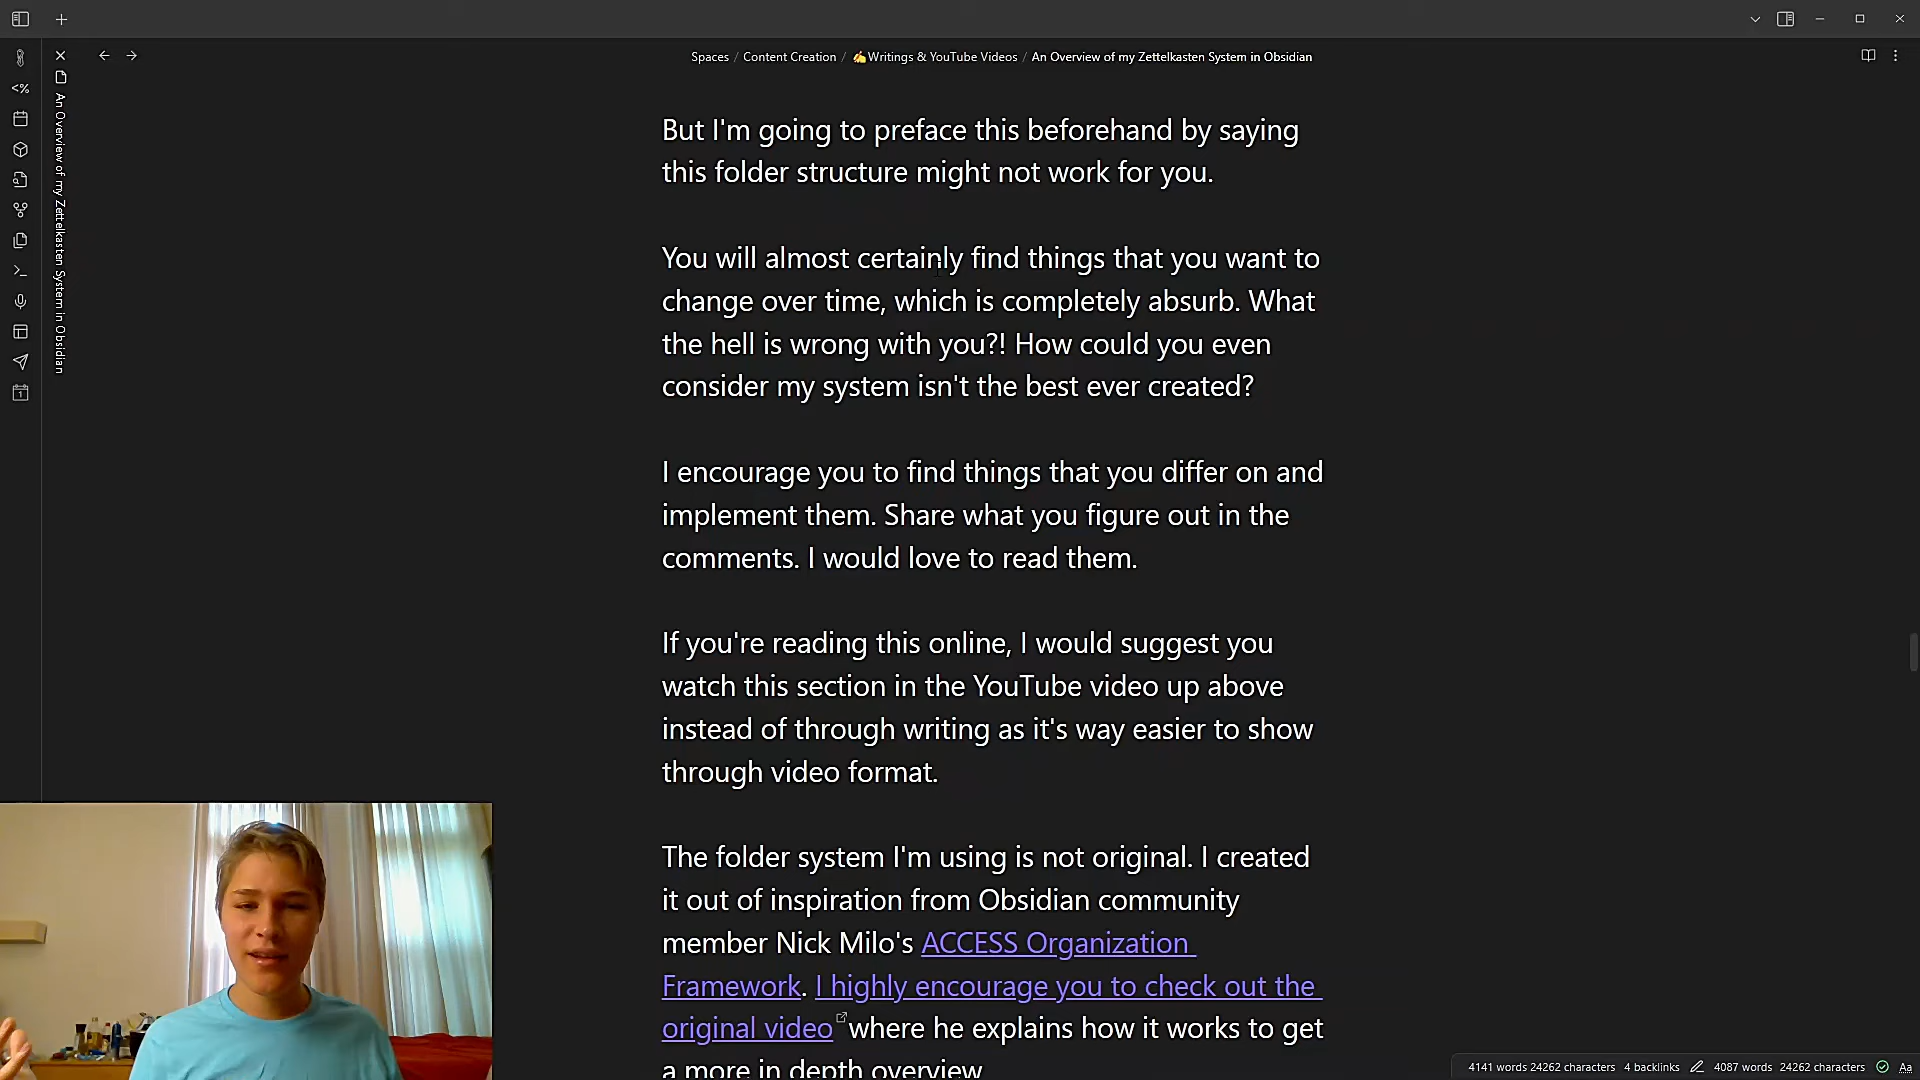 Spaces / Content Creation / ✍Writings & YouTube Videos / An Overview of my Zettelkasten System in Obsidian
An Overview of my Zettelkasten System in Obsidian
But I'm going to preface this beforehand by saying
this folder structure might not work for you.
You will almost certainly find things that you want to
change over time, which is completely absurb. What
the hell is wrong with you?! How could you even
consider my system isn't the best ever created?
I encourage you to find things that you differ on and
implement them. Share what you figure out in the
comments. I would love to read them.
If you're reading this online, I would suggest you
watch this section in the YouTube video up above
instead of through writing as it's way easier to show
through video format.
The folder system I'm using is not original. I created
it out of inspiration from Obsidian community
member Nick Milo's ACCESS Organization
Framework. I highly encourage you to check out the
original video where he explains how it works to get
a more in depth overview
4141 words 24262 characters 4 backlinks 4087 words 24262 characters Aa